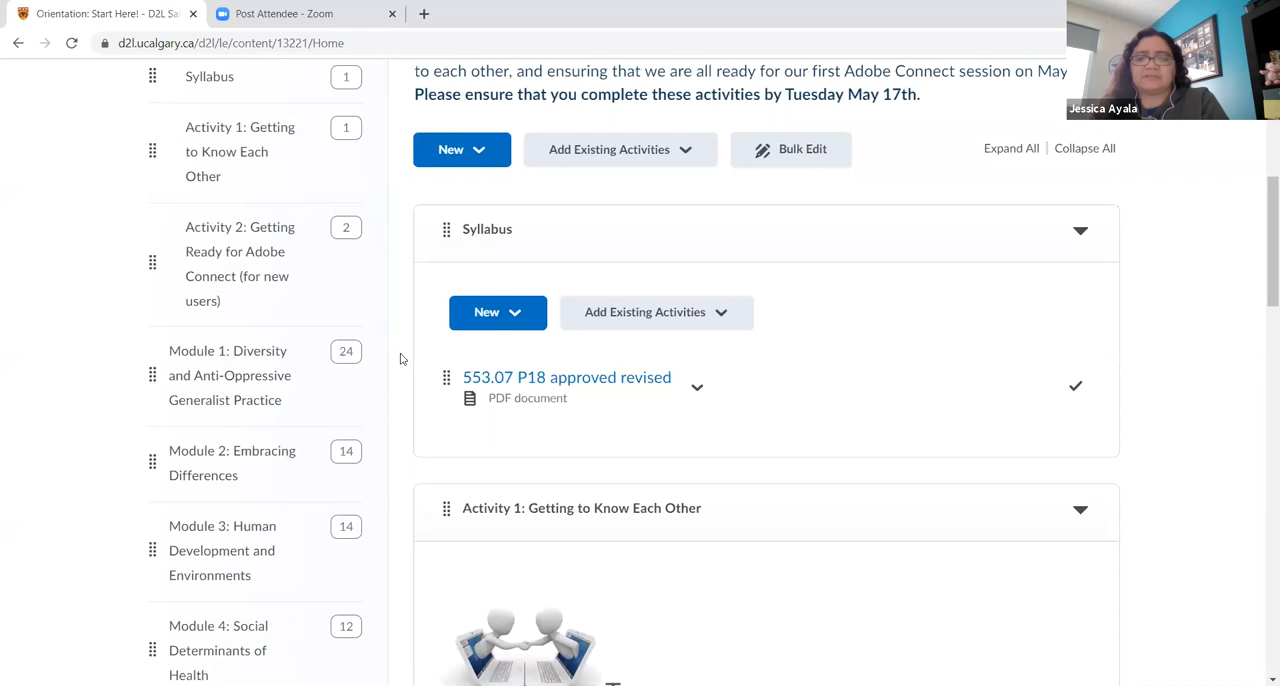 Orientation: Start Here! - D2L Sa
Post Attendee - Zoom
d2l.ucalgary.ca/d2l/le/content/13221/Home
Jessica Ayala
Syllabus
1
Activity 1: Getting
to Know Each
Other
1
Activity 2: Getting
Ready for Adobe
Connect (for new
users)
2
Module 1: Diversity
and Anti-Oppressive
Generalist Practice
24
Module 2: Embracing
Differences
14
Module 3: Human
Development and
Environments
14
Module 4: Social
Determinants of
Health
12
to each other, and ensuring that we are all ready for our first Adobe Connect session on May
Please ensure that you complete these activities by Tuesday May 17th.
New
Add Existing Activities
Bulk Edit
Expand All
Collapse All
Syllabus
New
Add Existing Activities
553.07 P18 approved revised
PDF document
Activity 1: Getting to Know Each Other